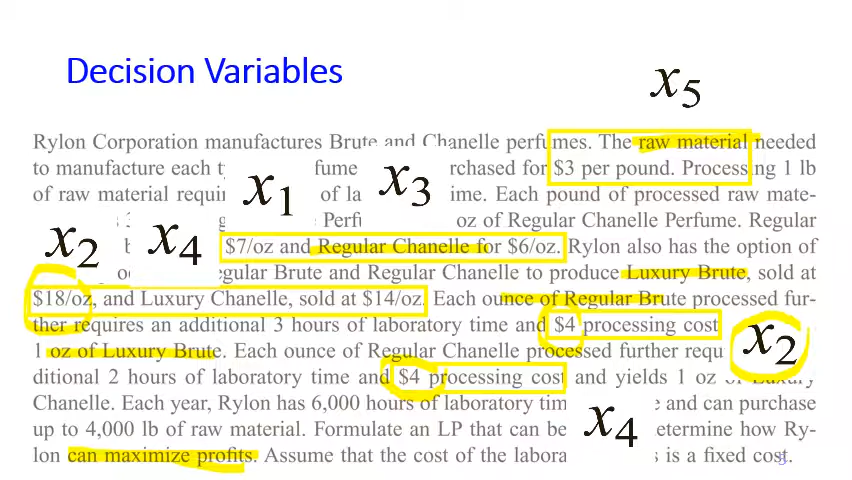 Decision Variables
x5
Rylon Corporation manufactures Brute and Chanelle perfumes. The raw material needed
to manufacture each fume rchased for $3 per pound. Processing 1 lb
of raw material requir x1 of la x3 ime. Each pound of processed raw mate-
Perf oz of Regular Chanelle Perfume. Regular
x2 x4 $7/oz and Regular Chanelle for $6/oz. Rylon also has the option of
egular Brute and Regular Chanelle to produce Luxury Brute, sold at
$18/oz, and Luxury Chanelle, sold at $14/oz. Each ounce of Regular Brute processed fur-
ther requires an additional 3 hours of laboratory time and $4 processing cost
1 oz of Luxury Brute. Each ounce of Regular Chanelle processed further requ x2
ditional 2 hours of laboratory time and $4 processing cost and yields 1 oz of Luxury
Chanelle. Each year, Rylon has 6,000 hours of laboratory tim e and can purchase
up to 4,000 lb of raw material. Formulate an LP that can be x4 etermine how Ry-
lon can maximize profits. Assume that the cost of the labora s is a fixed cost.